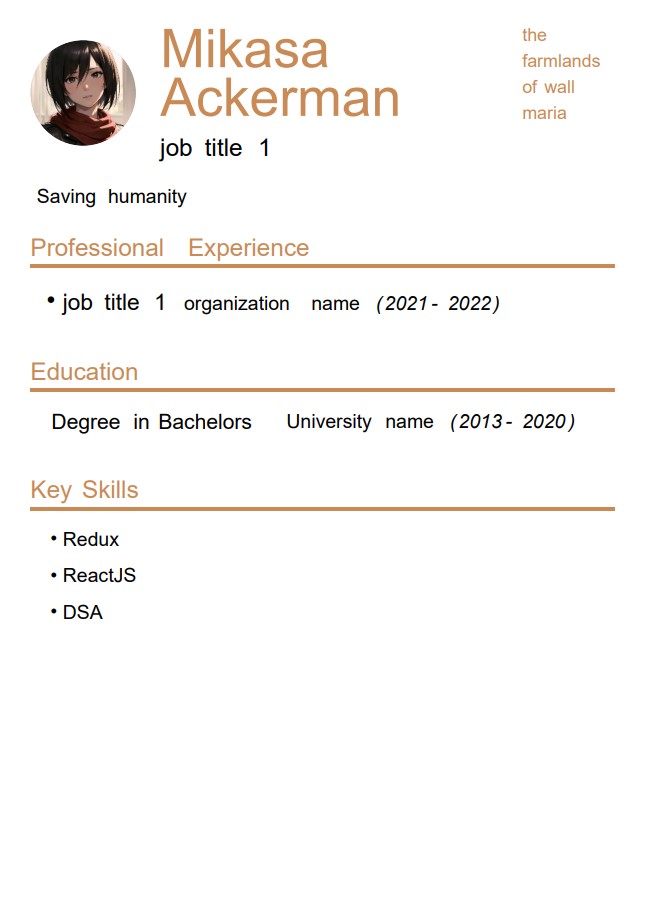 Mikasa
Ackerman
job title 1
the
farmlands
of wall
maria
Saving humanity
Professional Experience
• job title 1 organization name (2021- 2022)
Education
Degree in Bachelors University name (2013- 2020)
Key Skills
• Redux
• ReactJS
• DSA